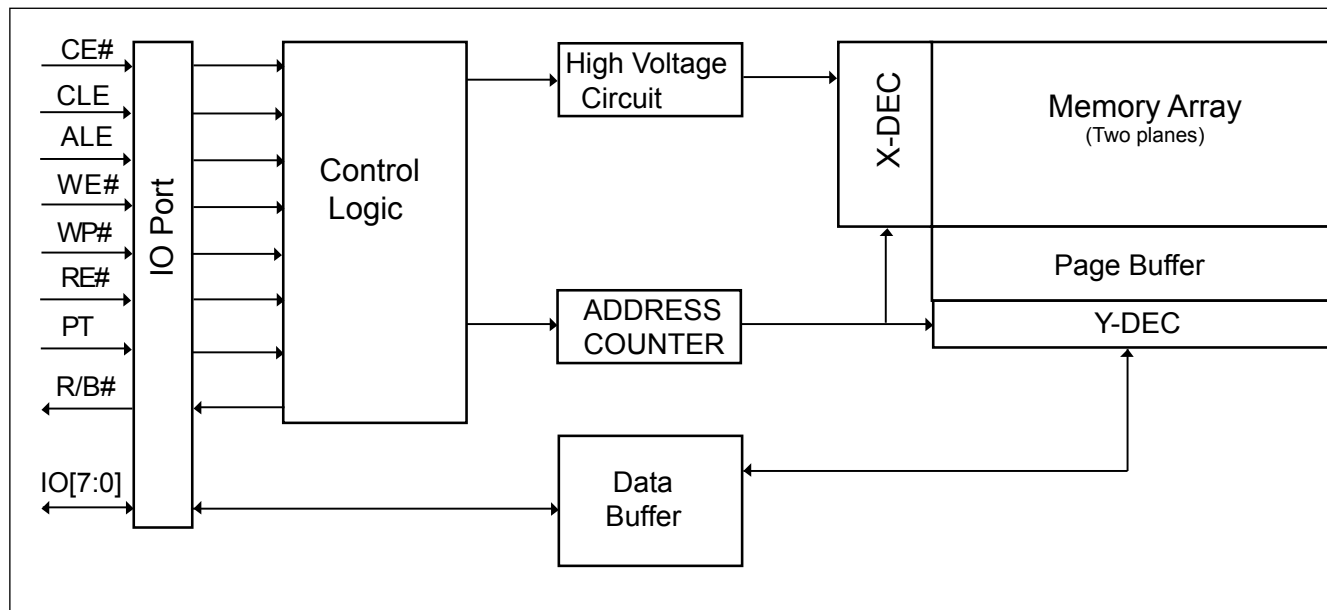 CE#
CLE
ALE
WE#
WP#
RE#
PT
R/B#
IO[7:0]
IO Port
Control
Logic
High Voltage
Circuit
ADDRESS
COUNTER
Data
Buffer
X-DEC
Memory Array
(Two planes)
Page Buffer
Y-DEC